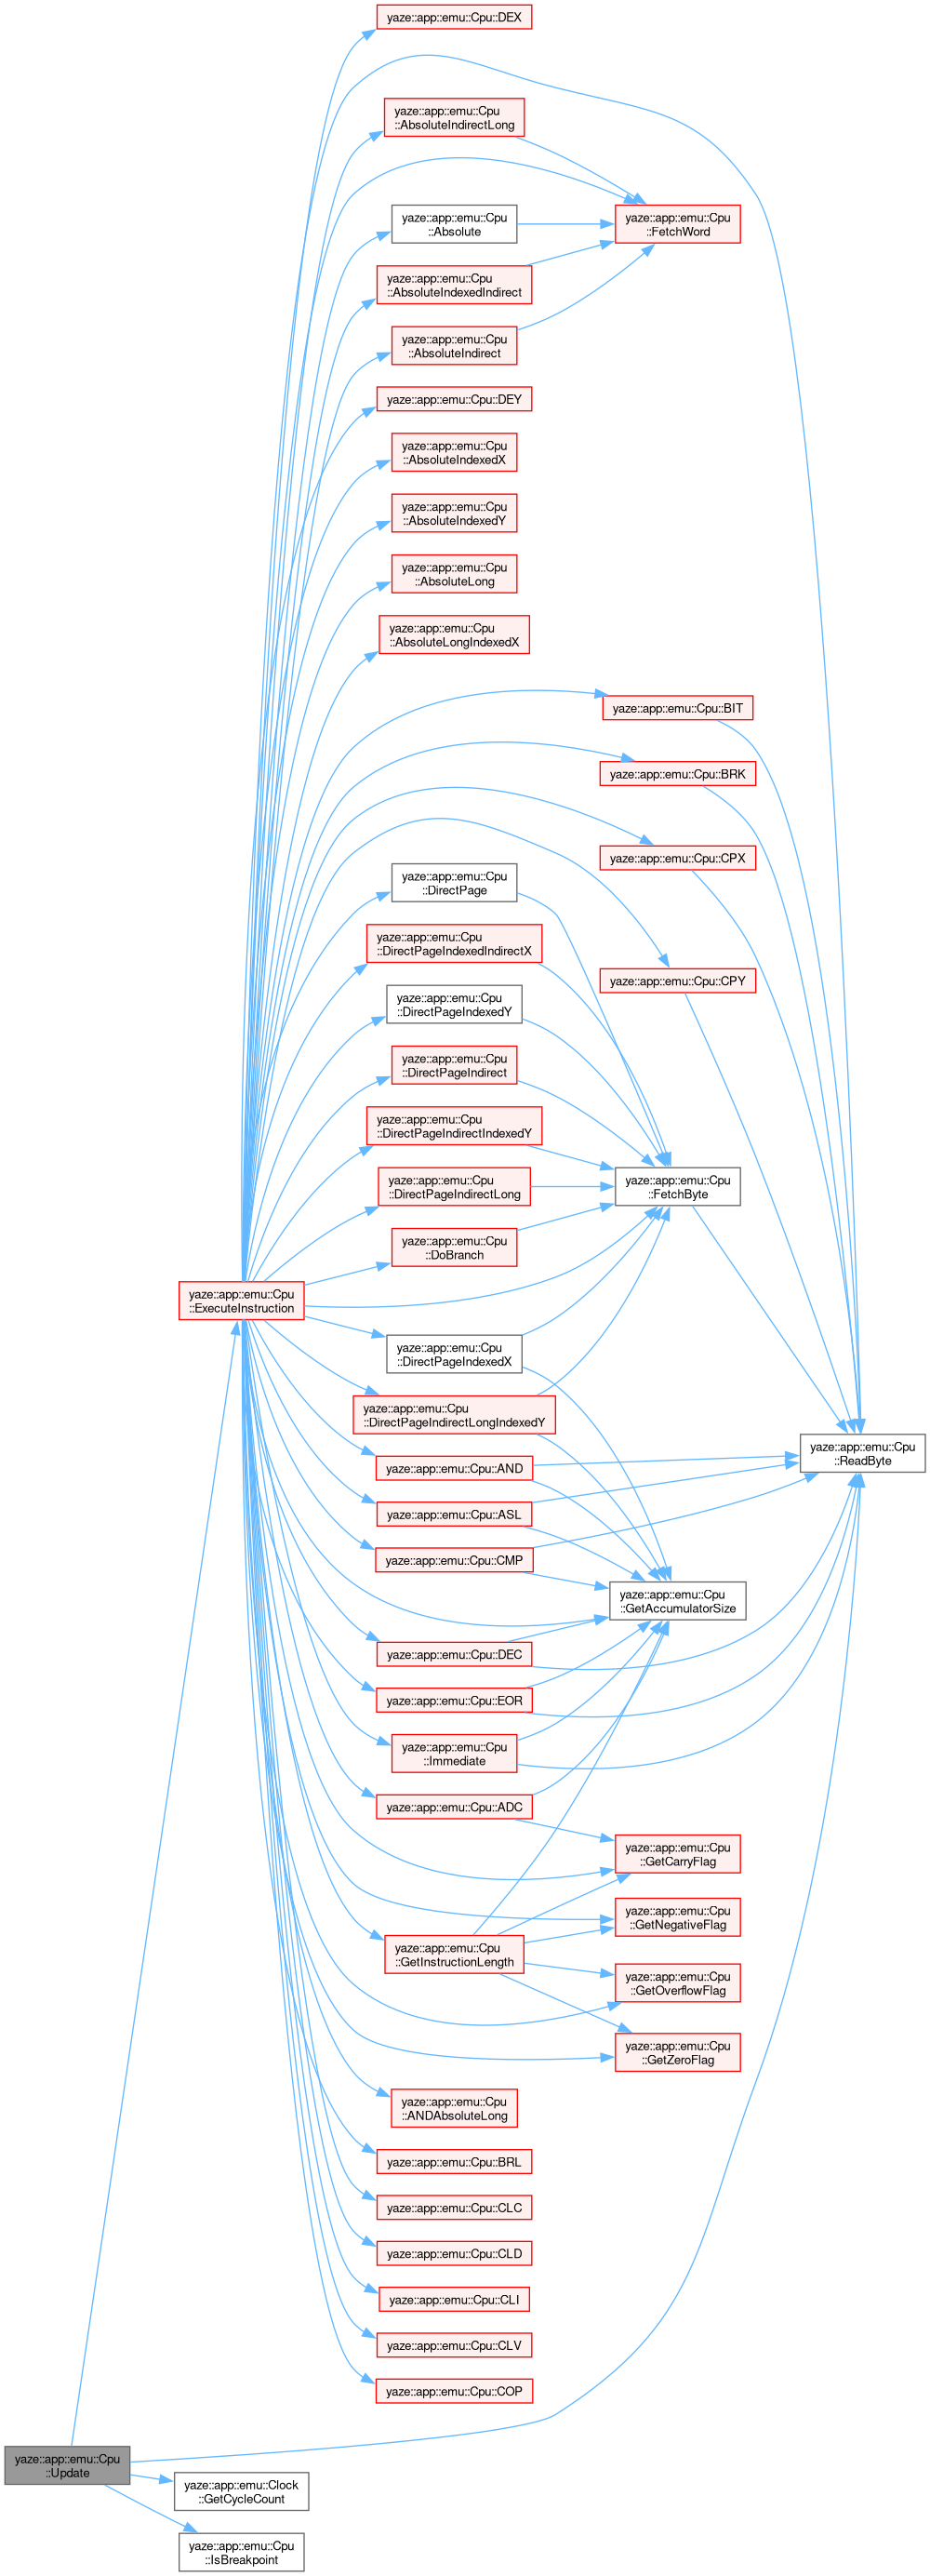 yaze::app::emu::Cpu::DEX
yaze::app::emu::Cpu
::AbsoluteIndirectLong
yaze::app::emu::Cpu
::Absolute
yaze::app::emu::Cpu
::FetchWord
yaze::app::emu::Cpu
::AbsoluteIndexedIndirect
yaze::app::emu::Cpu
::AbsoluteIndirect
yaze::app::emu::Cpu::DEY
yaze::app::emu::Cpu
::AbsoluteIndexedX
yaze::app::emu::Cpu
::AbsoluteIndexedY
yaze::app::emu::Cpu
::AbsoluteLong
yaze::app::emu::Cpu
::AbsoluteLongIndexedX
yaze::app::emu::Cpu::BIT
yaze::app::emu::Cpu::BRK
yaze::app::emu::Cpu::CPX
yaze::app::emu::Cpu
::DirectPage
yaze::app::emu::Cpu
::DirectPageIndexedIndirectX
yaze::app::emu::Cpu::CPY
yaze::app::emu::Cpu
::DirectPageIndexedY
yaze::app::emu::Cpu
::DirectPageIndirect
yaze::app::emu::Cpu
::DirectPageIndirectIndexedY
yaze::app::emu::Cpu
::DirectPageIndirectLong
yaze::app::emu::Cpu
::FetchByte
yaze::app::emu::Cpu
::DoBranch
yaze::app::emu::Cpu
::ExecuteInstruction
yaze::app::emu::Cpu
::DirectPageIndexedX
yaze::app::emu::Cpu
::DirectPageIndirectLongIndexedY
yaze::app::emu::Cpu
::ReadByte
yaze::app::emu::Cpu::AND
yaze::app::emu::Cpu::ASL
yaze::app::emu::Cpu::CMP
yaze::app::emu::Cpu
::GetAccumulatorSize
yaze::app::emu::Cpu::DEC
yaze::app::emu::Cpu::EOR
yaze::app::emu::Cpu
::Immediate
yaze::app::emu::Cpu::ADC
yaze::app::emu::Cpu
::GetCarryFlag
yaze::app::emu::Cpu
::GetNegativeFlag
yaze::app::emu::Cpu
::GetInstructionLength
yaze::app::emu::Cpu
::GetOverflowFlag
yaze::app::emu::Cpu
::GetZeroFlag
yaze::app::emu::Cpu
::ANDAbsoluteLong
yaze::app::emu::Cpu::BRL
yaze::app::emu::Cpu::CLC
yaze::app::emu::Cpu::CLD
yaze::app::emu::Cpu::CLI
yaze::app::emu::Cpu::CLV
yaze::app::emu::Cpu::COP
yaze::app::emu::Cpu
::Update
yaze::app::emu::Clock
::GetCycleCount
yaze::app::emu::Cpu
::IsBreakpoint